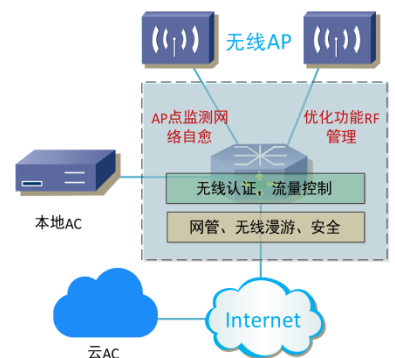 无线AP
AP点监测网
络自愈
优化功能RF
管理
无线认证，流量控制
网管、无线漫游、安全
本地AC
Internet
云AC